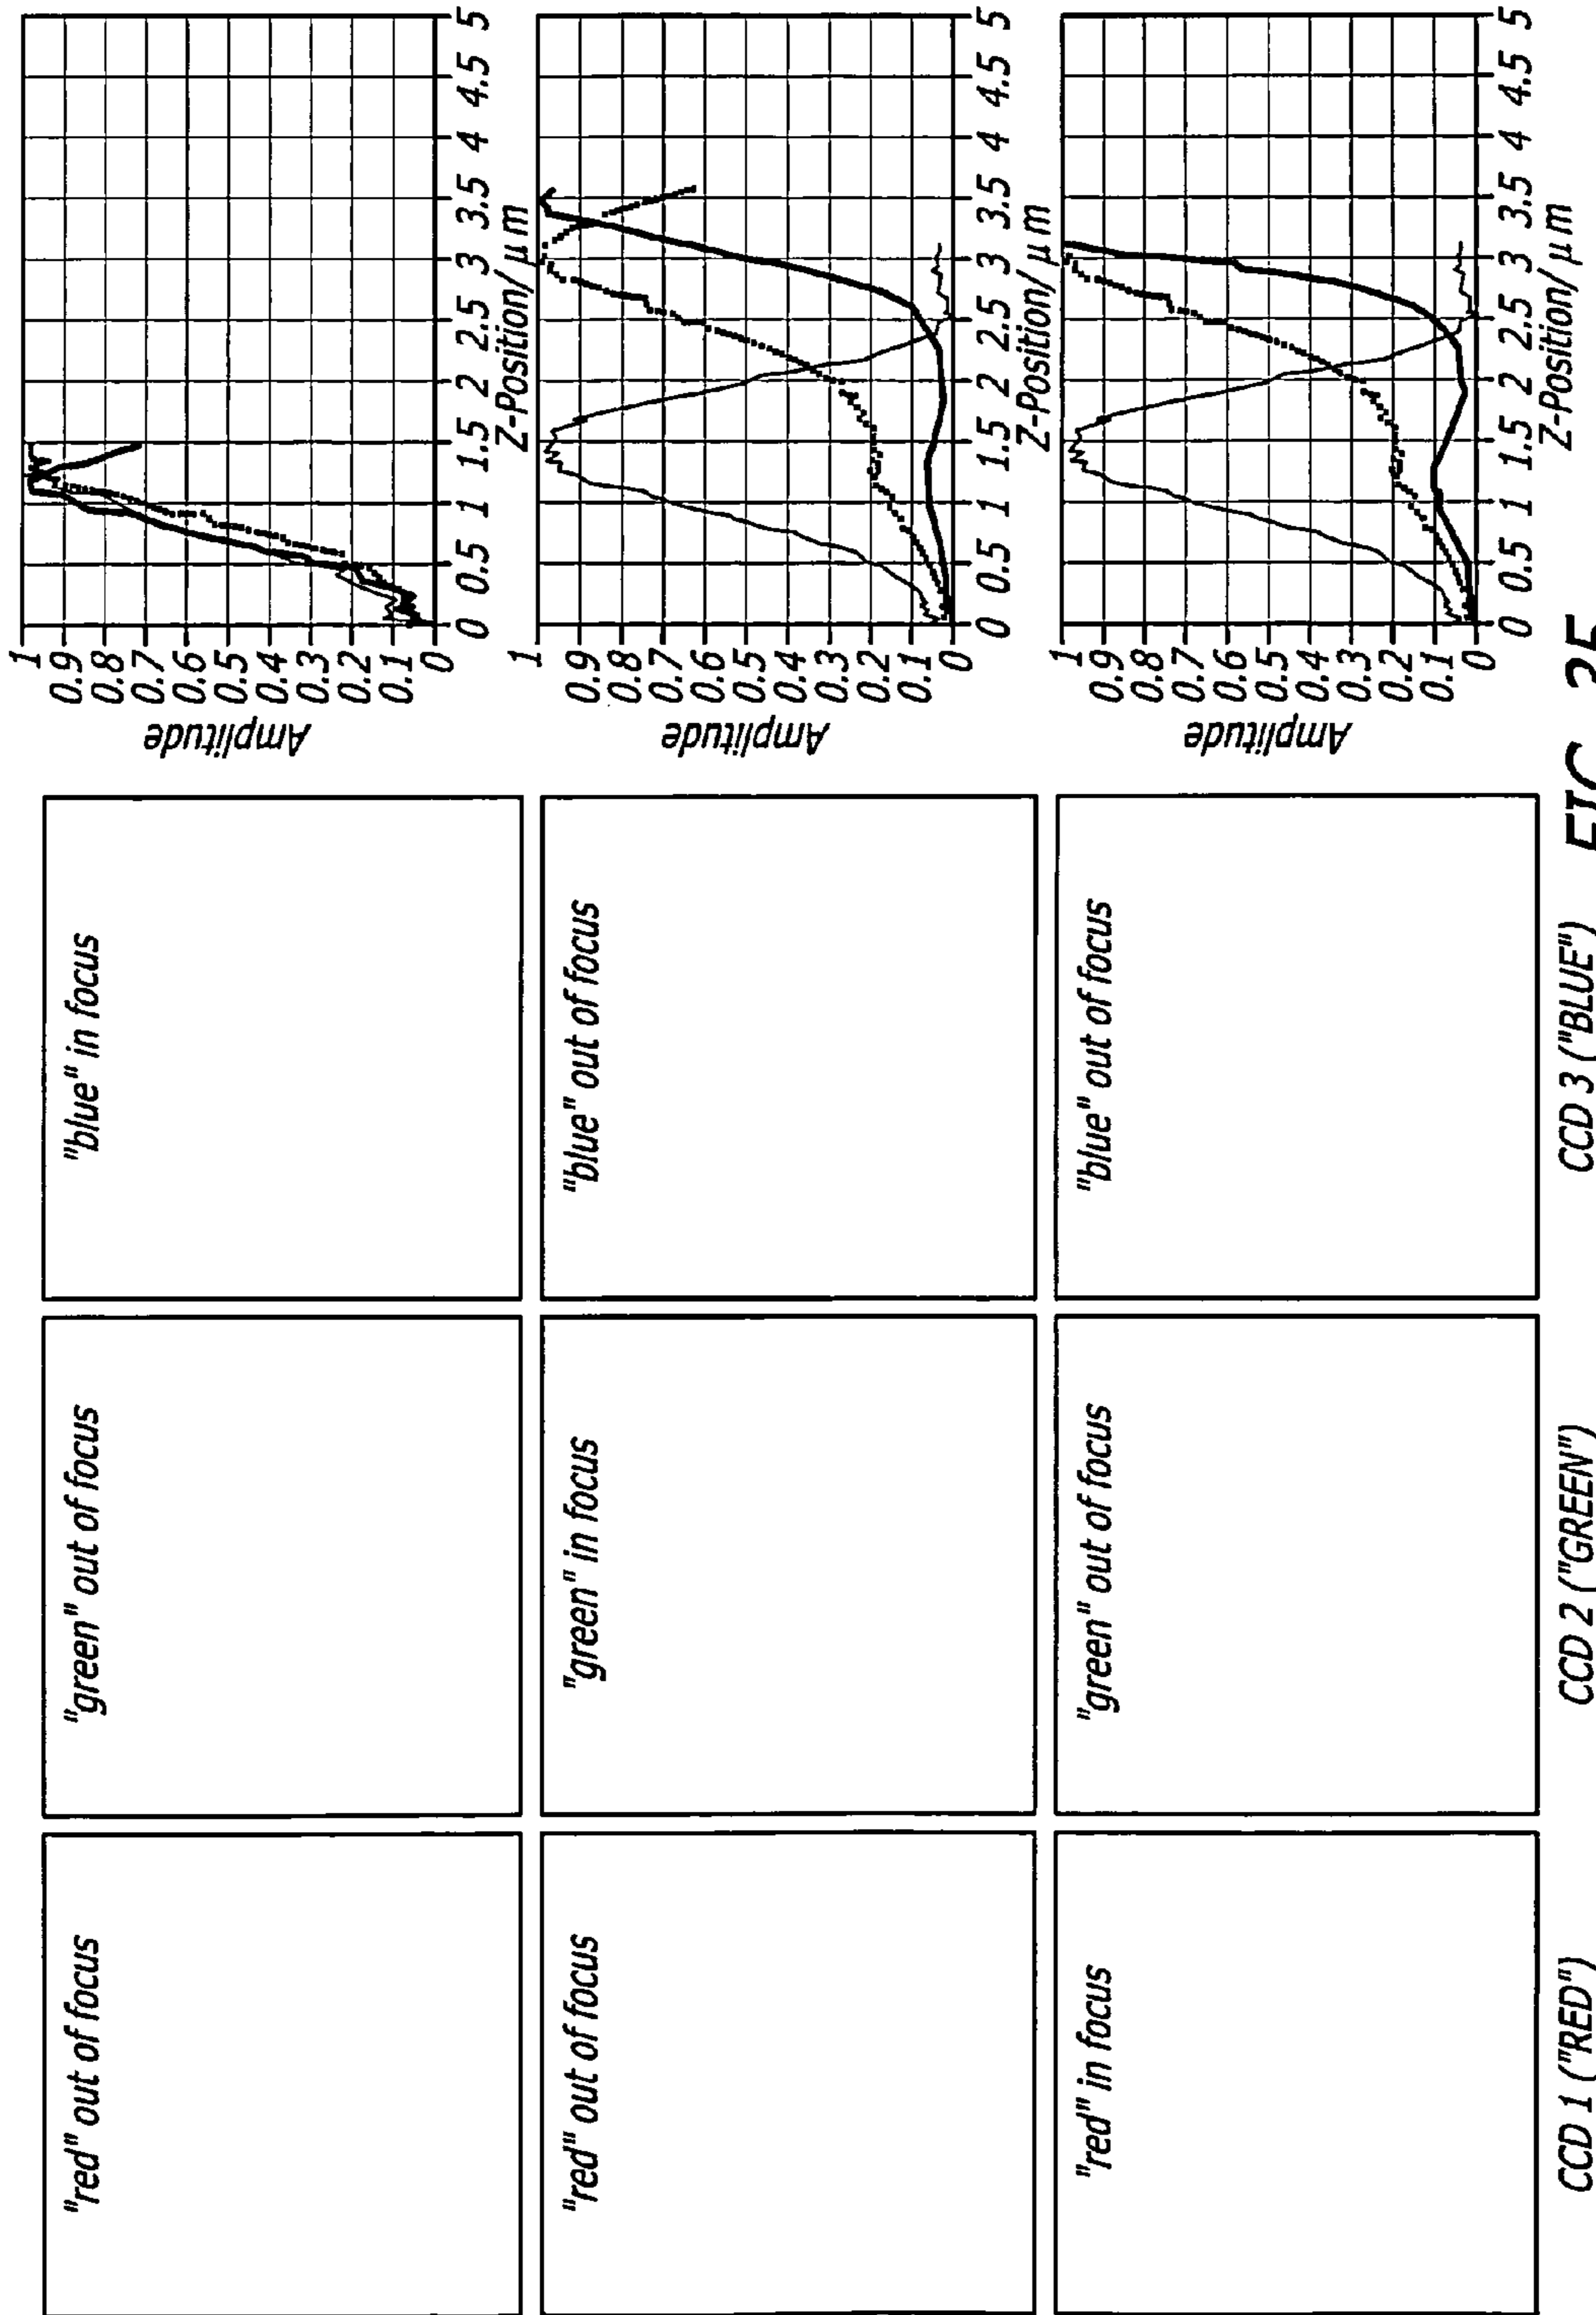 "red" out of focus
"green" out of focus
"blue" in focus
Amplitude
1
0.9
0.8
0.7
0.6
0.5
0.4
0.3
0.2
0.1
0
0 0.5 1 1.5 2 2.5 3 3.5 4 4.5 5
Z-Position/μm
"red" out of focus
"green" in focus
"blue" out of focus
Amplitude
1
0.9
0.8
0.7
0.6
0.5
0.4
0.3
0.2
0.1
0
0 0.5 1 1.5 2 2.5 3 3.5 4 4.5 5
Z-Position/μm
"red" in focus
"green" out of focus
"blue" out of focus
Amplitude
1
0.9
0.8
0.7
0.6
0.5
0.4
0.3
0.2
0.1
0
0 0.5 1 1.5 2 2.5 3 3.5 4 4.5 5
Z-Position/μm
CCD 1 ("RED")
CCD 2 ("GREEN")
CCD 3 ("BLUE")
FIG.